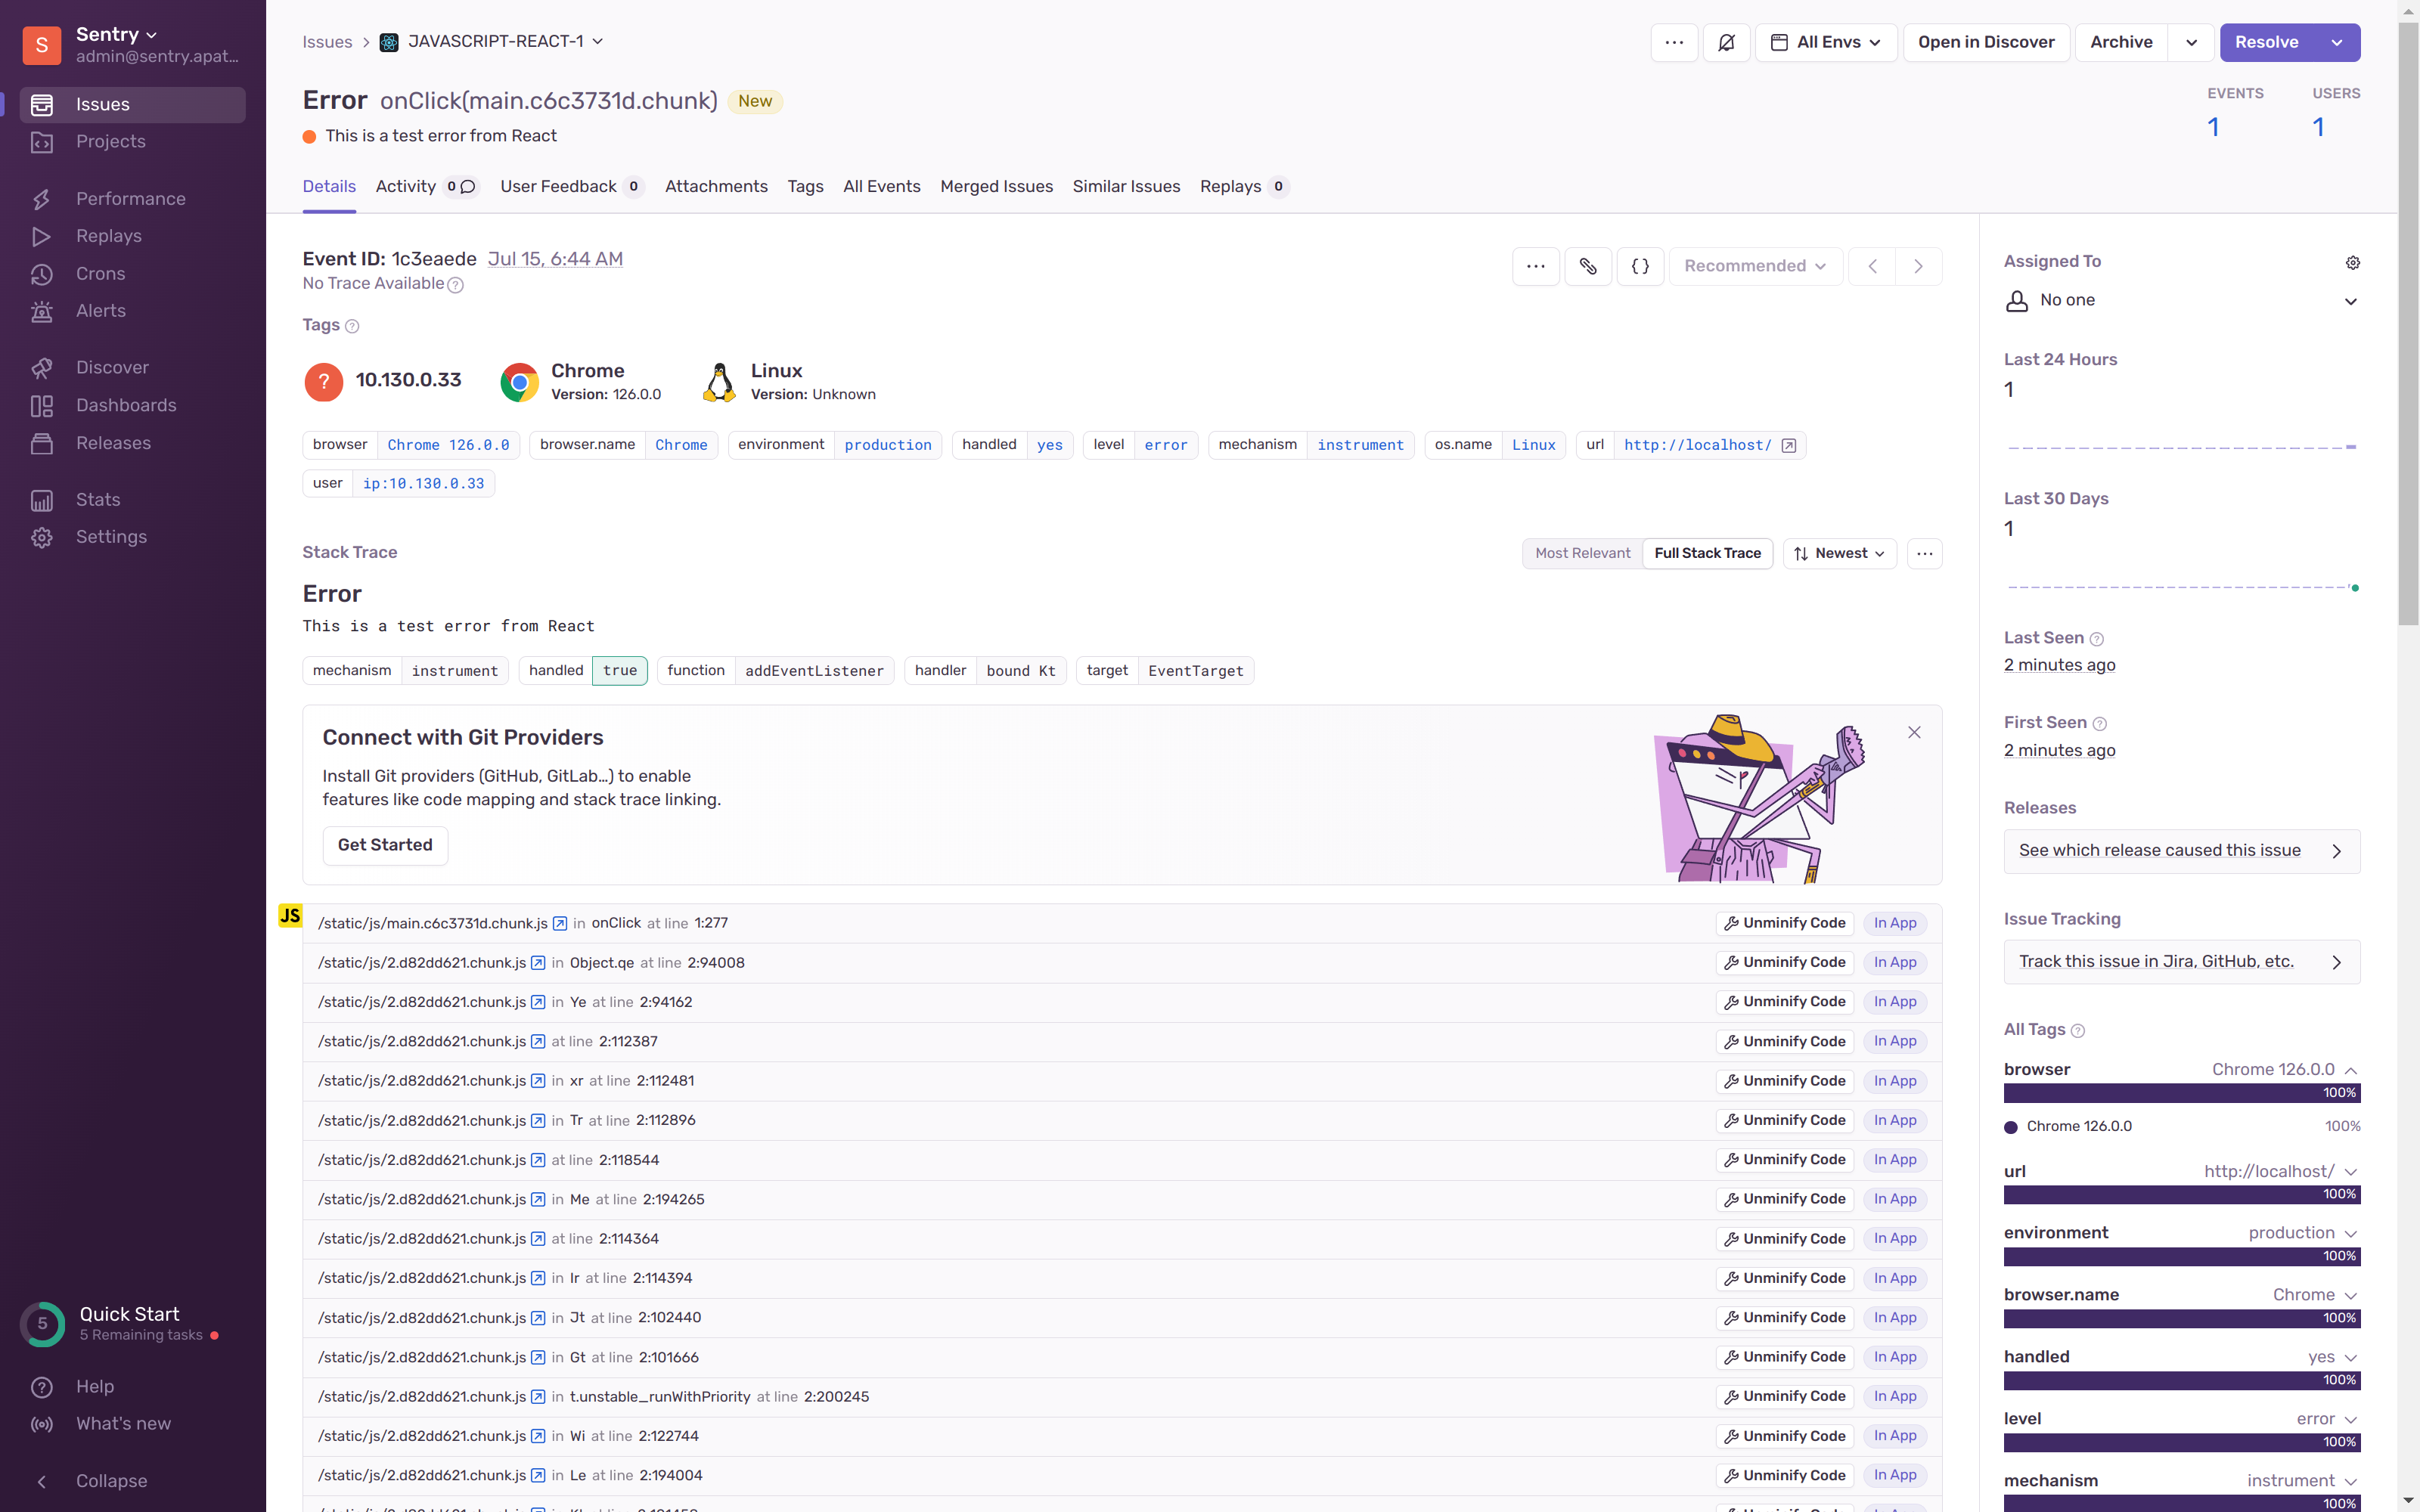 S
Sentry
admin@sentry.apat...
Issues
Projects
Performance
Replays
Crons
Alerts
Discover
Dashboards
Releases
Stats
Settings
5
Quick Start
5 Remaining tasks
Help
What's new
Collapse
Issues > JAVASCRIPT-REACT-1
All Envs
Open in Discover
Archive
Resolve
Error onClick(main.c6c3731d.chunk) New
This is a test error from React
EVENTS USERS
1 1
Details Activity 0 User Feedback 0 Attachments Tags All Events Merged Issues Similar Issues Replays 0
Event ID: 1c3eaede Jul 15, 6:44 AM
No Trace Available ?
Recommended
Tags ?
? 10.130.0.33
Chrome
Version: 126.0.0
Linux
Version: Unknown
browser Chrome 126.0.0 browser.name Chrome environment production handled yes level error mechanism instrument os.name Linux url http://localhost/
user ip:10.130.0.33
Stack Trace
Most Relevant Full Stack Trace Newest
Error
This is a test error from React
mechanism instrument handled true function addEventListener handler bound Kt target EventTarget
Connect with Git Providers
Install Git providers (GitHub, GitLab…) to enable
features like code mapping and stack trace linking.
Get Started
JS
/static/js/main.c6c3731d.chunk.js in onClick at line 1:277 Unminify Code In App
/static/js/2.d82dd621.chunk.js in Object.qe at line 2:94008 Unminify Code In App
/static/js/2.d82dd621.chunk.js in Ye at line 2:94162 Unminify Code In App
/static/js/2.d82dd621.chunk.js at line 2:112387 Unminify Code In App
/static/js/2.d82dd621.chunk.js in xr at line 2:112481 Unminify Code In App
/static/js/2.d82dd621.chunk.js in Tr at line 2:112896 Unminify Code In App
/static/js/2.d82dd621.chunk.js at line 2:118544 Unminify Code In App
/static/js/2.d82dd621.chunk.js in Me at line 2:194265 Unminify Code In App
/static/js/2.d82dd621.chunk.js at line 2:114364 Unminify Code In App
/static/js/2.d82dd621.chunk.js in Ir at line 2:114394 Unminify Code In App
/static/js/2.d82dd621.chunk.js in Jt at line 2:102440 Unminify Code In App
/static/js/2.d82dd621.chunk.js in Gt at line 2:101666 Unminify Code In App
/static/js/2.d82dd621.chunk.js in t.unstable_runWithPriority at line 2:200245 Unminify Code In App
/static/js/2.d82dd621.chunk.js in Wi at line 2:122744 Unminify Code In App
/static/js/2.d82dd621.chunk.js in Le at line 2:194004 Unminify Code In App
Assigned To
No one
Last 24 Hours
1
Last 30 Days
1
Last Seen ?
2 minutes ago
First Seen ?
2 minutes ago
Releases
See which release caused this issue
Issue Tracking
Track this issue in Jira, GitHub, etc.
All Tags ?
browser Chrome 126.0.0
100%
Chrome 126.0.0 100%
url http://localhost/
100%
environment production
100%
browser.name Chrome
100%
handled yes
100%
level error
100%
mechanism instrument
100%